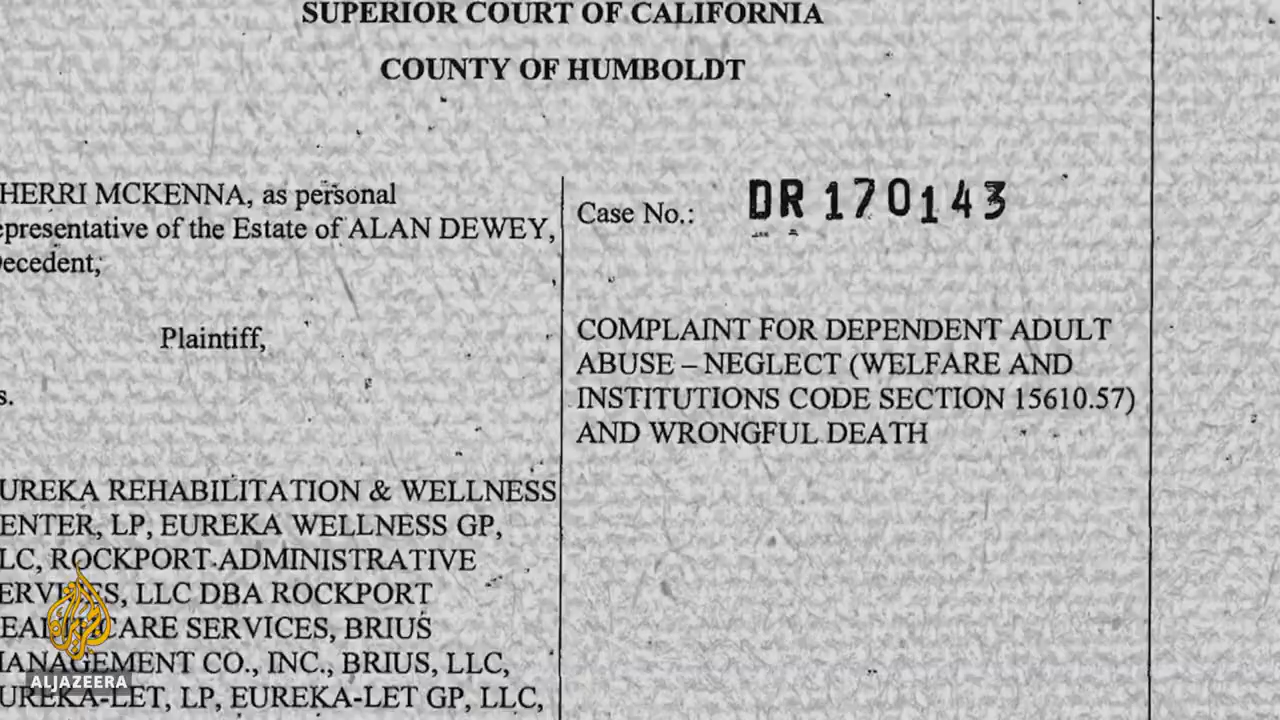 SUPERIOR COURT OF CALIFORNIA
COUNTY OF HUMBOLDT
HERRI MCKENNA, as personal
epresentative of the Estate of ALAN DEWEY,
ecedent,
Plaintiff,
s.
UREKA REHABILITATION & WELLNESS
ENTER, LP, EUREKA WELLNESS GP,
LC, ROCKPORT ADMINISTRATIVE
ERVICES, LLC DBA ROCKPORT
EALTHCARE SERVICES, BRIUS
MANAGEMENT CO., INC., BRIUS, LLC,
UREKA-LET, LP, EUREKA-LET GP, LLC,
Case No.: DR 170143
COMPLAINT FOR DEPENDENT ADULT
ABUSE – NEGLECT (WELFARE AND
INSTITUTIONS CODE SECTION 15610.57)
AND WRONGFUL DEATH
ALJAZEERA